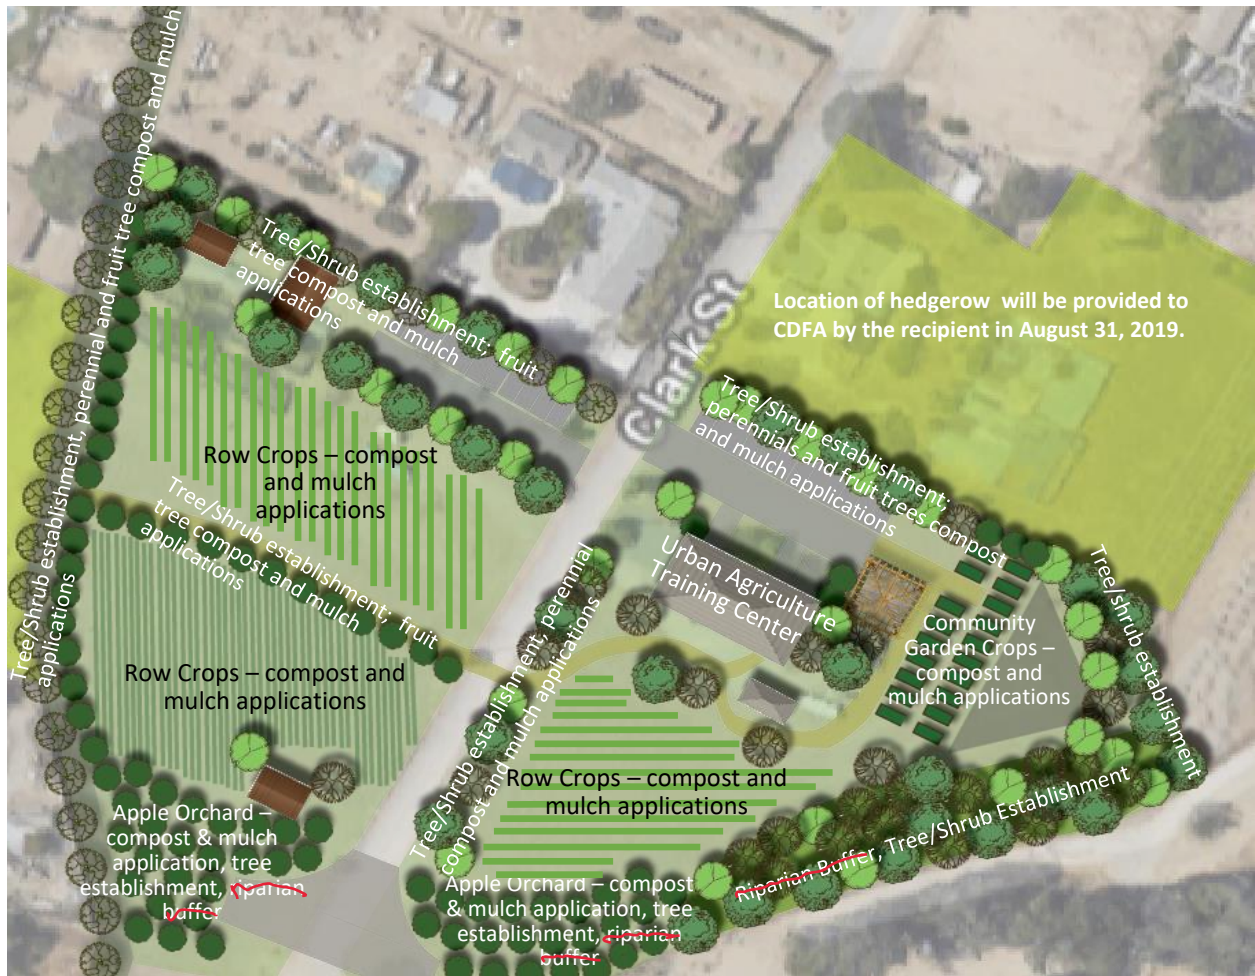 Tree/Shrub establishment, perennial and fruit tree compost and mulch
applications
Tree/Shrub establishment; fruit
tree compost and mulch
applications
Clark St
Location of hedgerow will be provided to
CDFA by the recipient in August 31, 2019.
Tree/Shrub establishment;
perennials and fruit trees compost
and mulch applications
Row Crops – compost
and mulch
applications
Tree/Shrub establishment; fruit
tree compost and mulch
applications
Urban Agriculture
Training Center
Tree/shrub establishment
Community
Garden Crops –
compost and
mulch applications
Row Crops – compost and
mulch applications
Tree/Shrub establishment, perennial
compost and mulch applications
Row Crops – compost and
mulch applications
Apple Orchard –
compost & mulch
application, tree
establishment, riparian
buffer
Apple Orchard – compost
& mulch application, tree
establishment, riparian
buffer
Riparian Buffer, Tree/Shrub Establishment